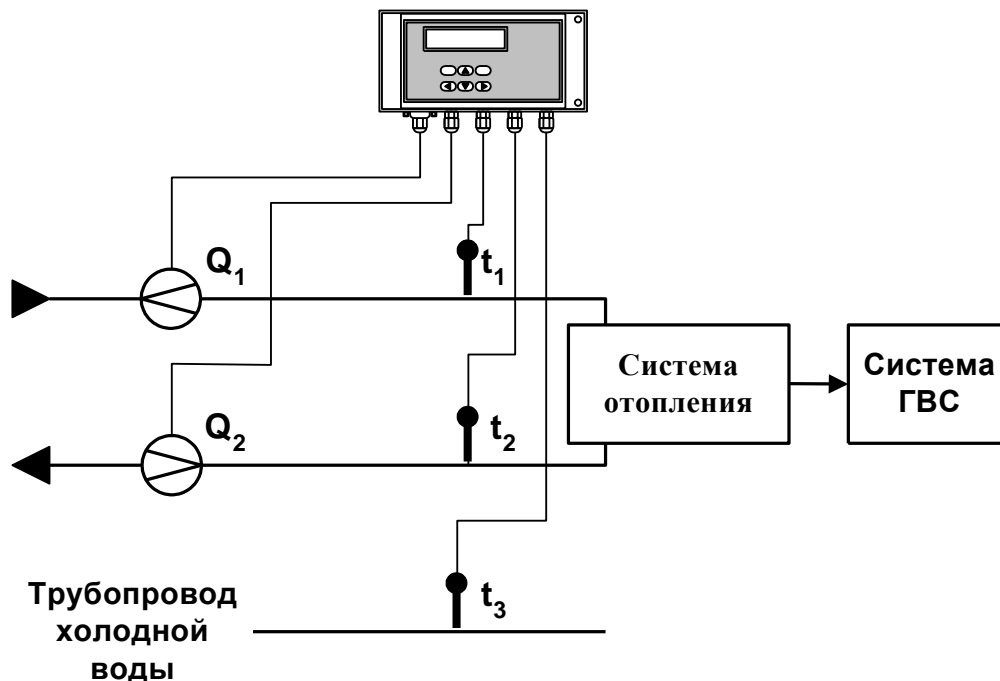 Q1
t1
Система
отопления
Система
ГВС
Q2
t2
t3
Трубопровод
холодной
воды